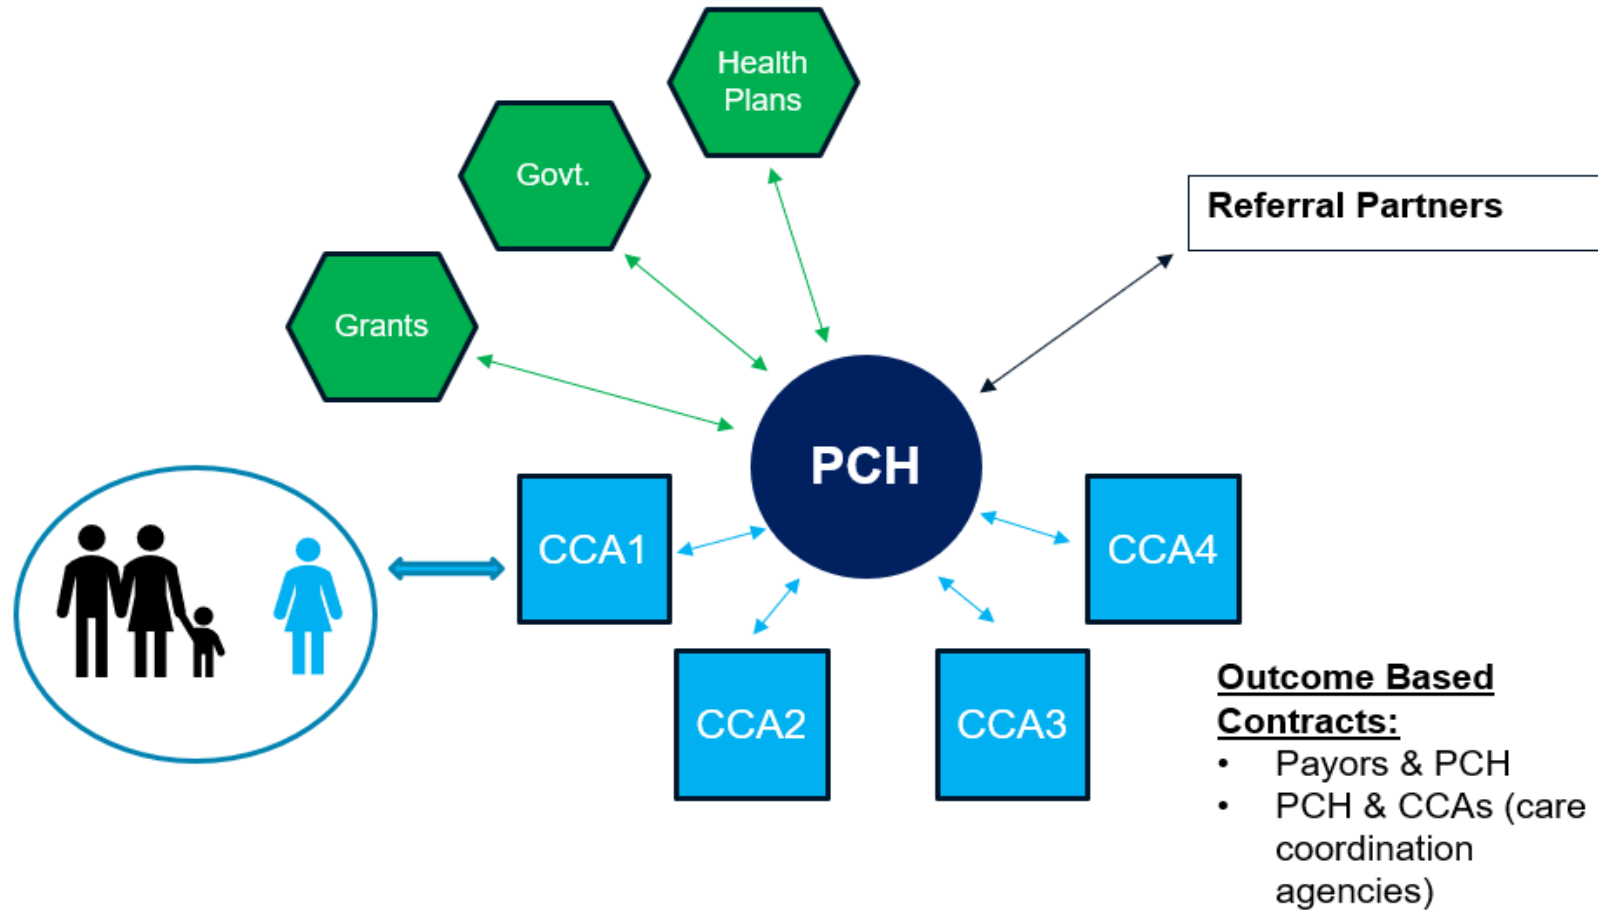 Health
Plans
Govt.
Referral Partners
Grants
PCH
CCA1
CCA4
CCA2
CCA3
Outcome Based
Contracts:
• Payors & PCH
• PCH & CCAs (care
coordination
agencies)